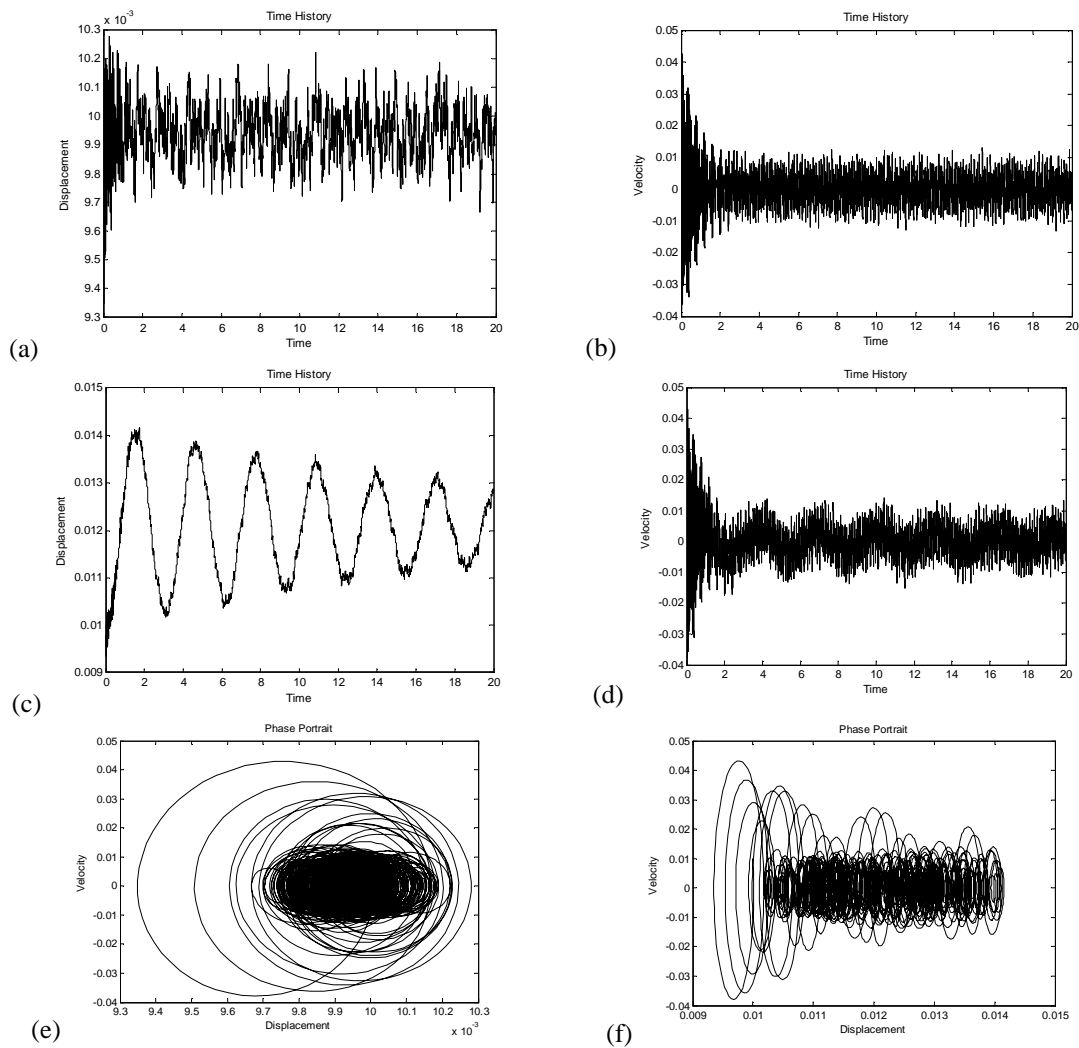 Time History
x 10⁻³
10.3
10.2
10.1
10
9.9
9.8
9.7
9.6
9.5
9.4
9.3
Displacement
0 2 4 6 8 10 12 14 16 18 20
Time
(a)
Time History
0.05
0.04
0.03
0.02
0.01
0
-0.01
-0.02
-0.03
-0.04
Velocity
0 2 4 6 8 10 12 14 16 18 20
Time
(b)
Time History
0.015
0.014
0.013
0.012
0.011
0.01
0.009
Displacement
0 2 4 6 8 10 12 14 16 18 20
Time
(c)
Time History
0.05
0.04
0.03
0.02
0.01
0
-0.01
-0.02
-0.03
-0.04
Velocity
0 2 4 6 8 10 12 14 16 18 20
Time
(d)
Phase Portrait
0.05
0.04
0.03
0.02
0.01
0
-0.01
-0.02
-0.03
-0.04
Velocity
9.3 9.4 9.5 9.6 9.7 9.8 9.9 10 10.1 10.2 10.3
Displacement
x 10⁻³
(e)
Phase Portrait
0.05
0.04
0.03
0.02
0.01
0
-0.01
-0.02
-0.03
-0.04
Velocity
0.009 0.01 0.011 0.012 0.013 0.014 0.015
Displacement
(f)